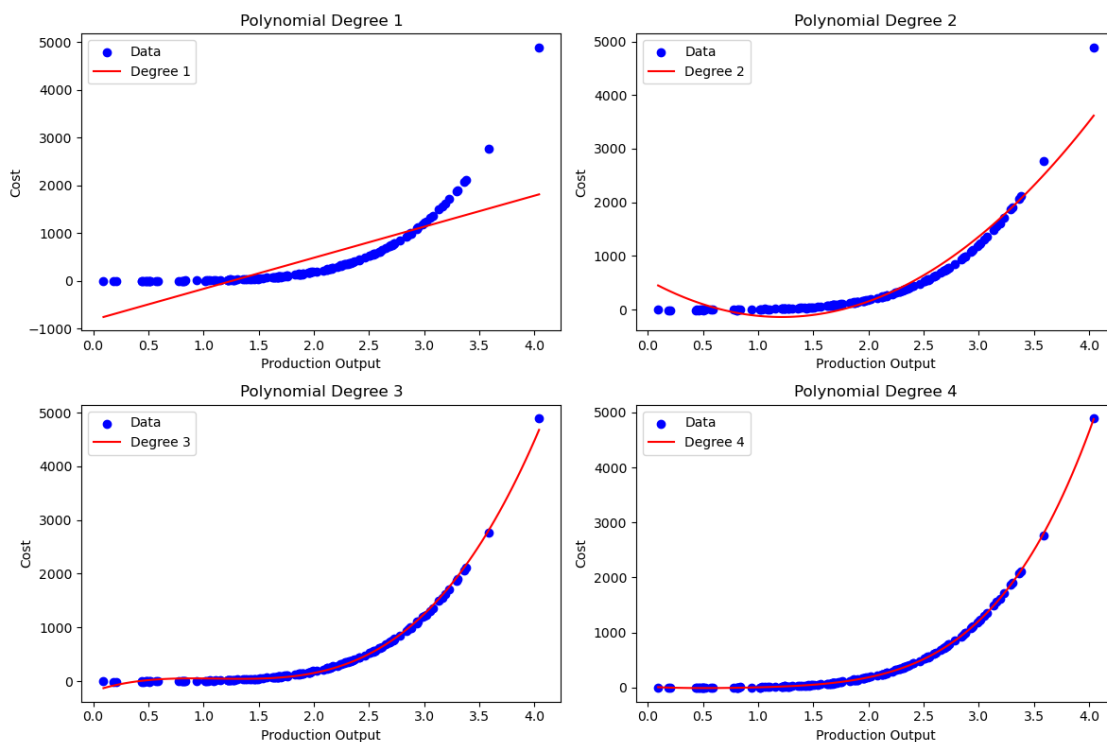 Polynomial Degree 1
Data
Degree 1
5000
4000
3000
2000
1000
0
−1000
Cost
0.0 0.5 1.0 1.5 2.0 2.5 3.0 3.5 4.0
Production Output
Polynomial Degree 2
Data
Degree 2
5000
4000
3000
2000
1000
0
Cost
0.0 0.5 1.0 1.5 2.0 2.5 3.0 3.5 4.0
Production Output
Polynomial Degree 3
Data
Degree 3
5000
4000
3000
2000
1000
0
Cost
0.0 0.5 1.0 1.5 2.0 2.5 3.0 3.5 4.0
Production Output
Polynomial Degree 4
Data
Degree 4
5000
4000
3000
2000
1000
0
Cost
0.0 0.5 1.0 1.5 2.0 2.5 3.0 3.5 4.0
Production Output